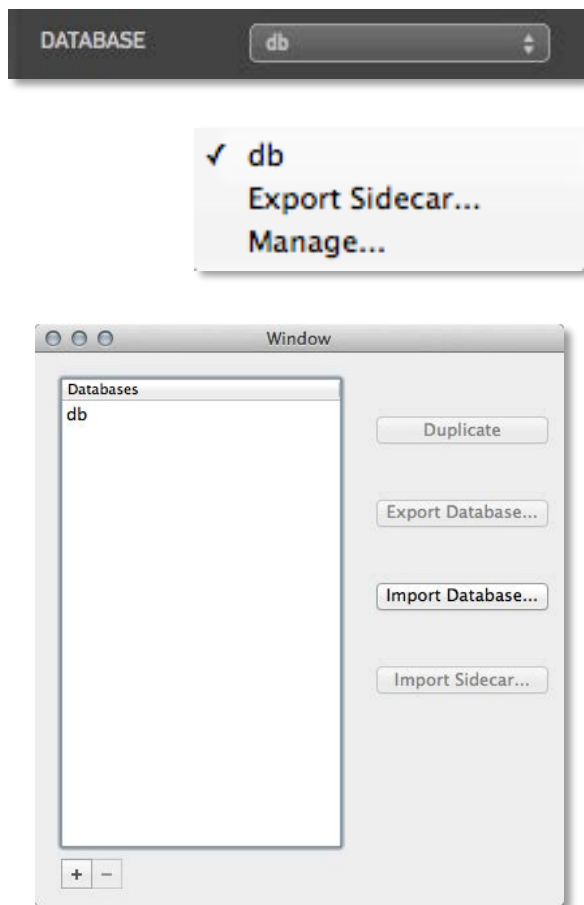 DATABASE db
✓ db
Export Sidecar...
Manage...
Window
Databases
db
Duplicate
Export Database...
Import Database...
Import Sidecar...
+ −